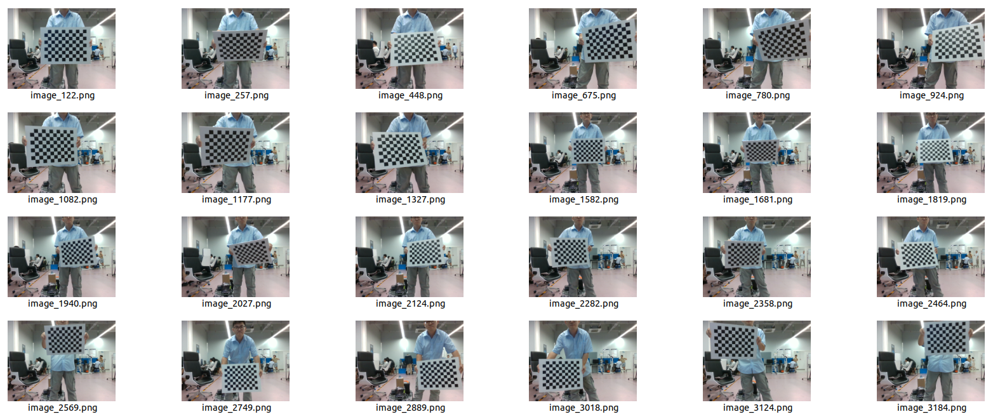 image_122.png
image_257.png
image_448.png
image_675.png
image_780.png
image_924.png
image_1082.png
image_1177.png
image_1327.png
image_1582.png
image_1681.png
image_1819.png
image_1940.png
image_2027.png
image_2124.png
image_2282.png
image_2358.png
image_2464.png
image_2569.png
image_2749.png
image_2889.png
image_3018.png
image_3124.png
image_3184.png